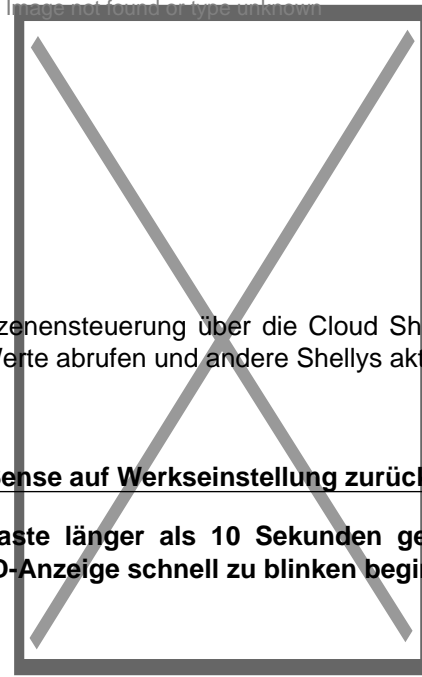 Image not found or type unknown
zenensteuerung über die Cloud Sh
erte abrufen und andere Shellys akt
ense auf Werkseinstellung zurück
aste länger als 10 Sekunden ge
D-Anzeige schnell zu blinken begin